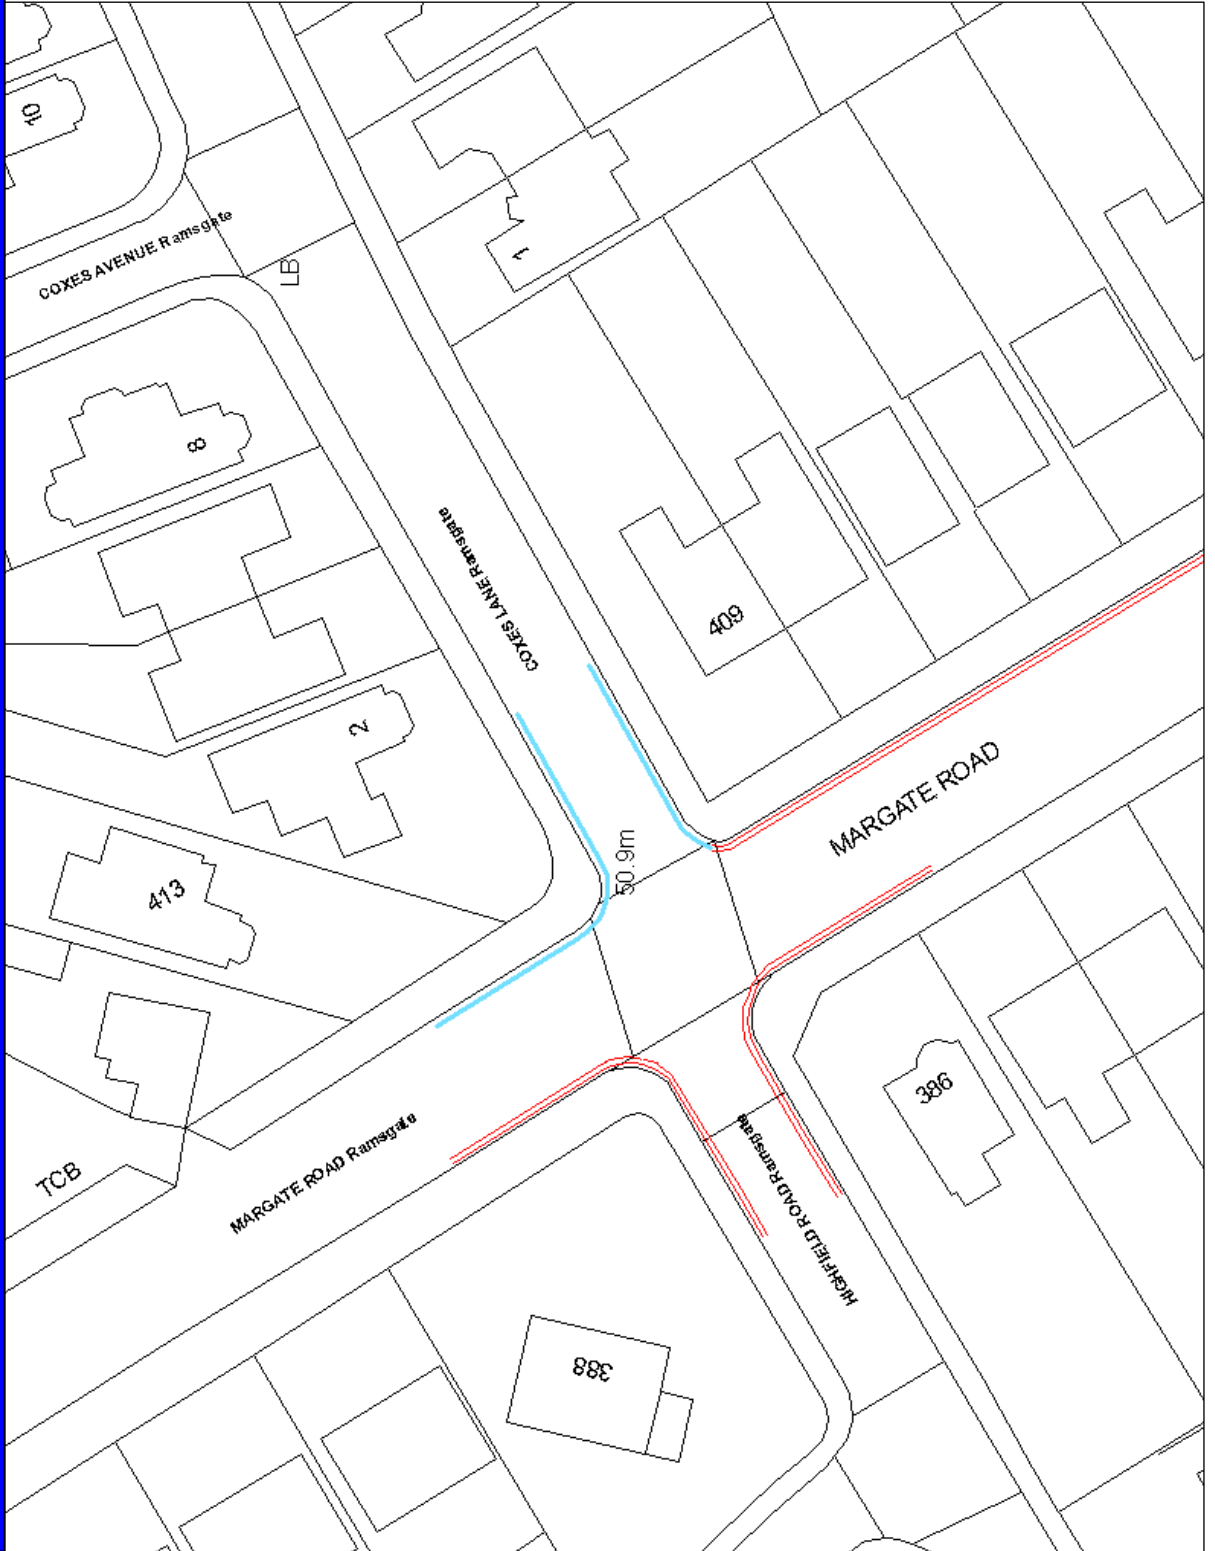 10
1
COXES AVENUE Ramsgate
LB
8
COXES LANE Ramsgate
409
2
MARGATE ROAD
50.9m
413
386
MARGATE ROAD Ramsgate
TCB
HIGHFIELD ROAD Ramsgate
388